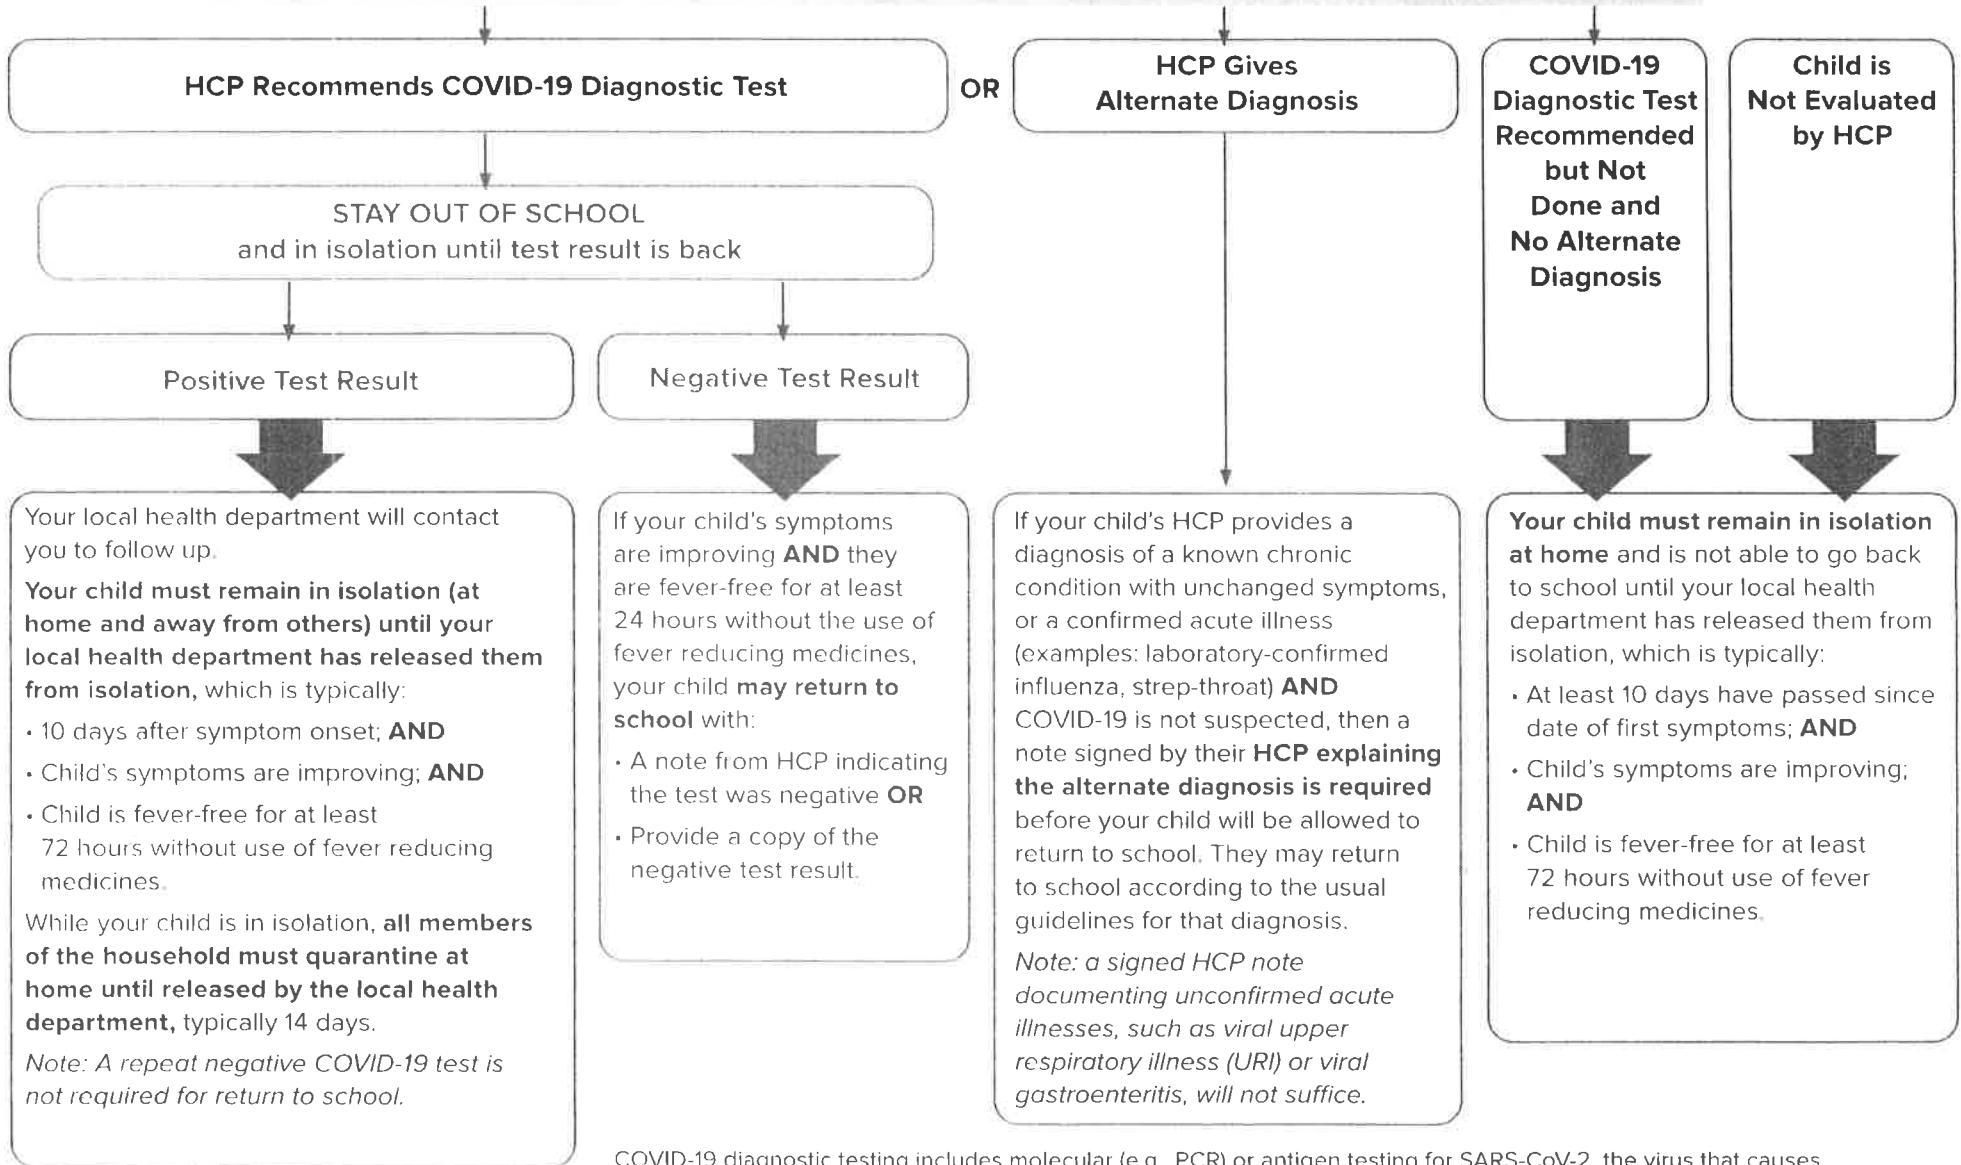 HCP Recommends COVID-19 Diagnostic Test
OR
HCP Gives
Alternate Diagnosis
COVID-19
Diagnostic Test
Recommended
but Not
Done and
No Alternate
Diagnosis
Child is
Not Evaluated
by HCP
STAY OUT OF SCHOOL
and in isolation until test result is back
Positive Test Result
Negative Test Result
Your local health department will contact
you to follow up.
Your child must remain in isolation (at
home and away from others) until your
local health department has released them
from isolation, which is typically:
• 10 days after symptom onset; AND
• Child's symptoms are improving; AND
• Child is fever-free for at least
72 hours without use of fever reducing
medicines.
While your child is in isolation, all members
of the household must quarantine at
home until released by the local health
department, typically 14 days.
Note: A repeat negative COVID-19 test is
not required for return to school.
If your child's symptoms
are improving AND they
are fever-free for at least
24 hours without the use of
fever reducing medicines,
your child may return to
school with:
• A note from HCP indicating
the test was negative OR
• Provide a copy of the
negative test result.
If your child's HCP provides a
diagnosis of a known chronic
condition with unchanged symptoms,
or a confirmed acute illness
(examples: laboratory-confirmed
influenza, strep-throat) AND
COVID-19 is not suspected, then a
note signed by their HCP explaining
the alternate diagnosis is required
before your child will be allowed to
return to school. They may return
to school according to the usual
guidelines for that diagnosis.
Note: a signed HCP note
documenting unconfirmed acute
illnesses, such as viral upper
respiratory illness (URI) or viral
gastroenteritis, will not suffice.
Your child must remain in isolation
at home and is not able to go back
to school until your local health
department has released them from
isolation, which is typically:
• At least 10 days have passed since
date of first symptoms; AND
• Child's symptoms are improving;
AND
• Child is fever-free for at least
72 hours without use of fever
reducing medicines.
COVID-19 diagnostic testing includes molecular (e.g., PCR) or antigen testing for SARS-CoV-2, the virus that causes